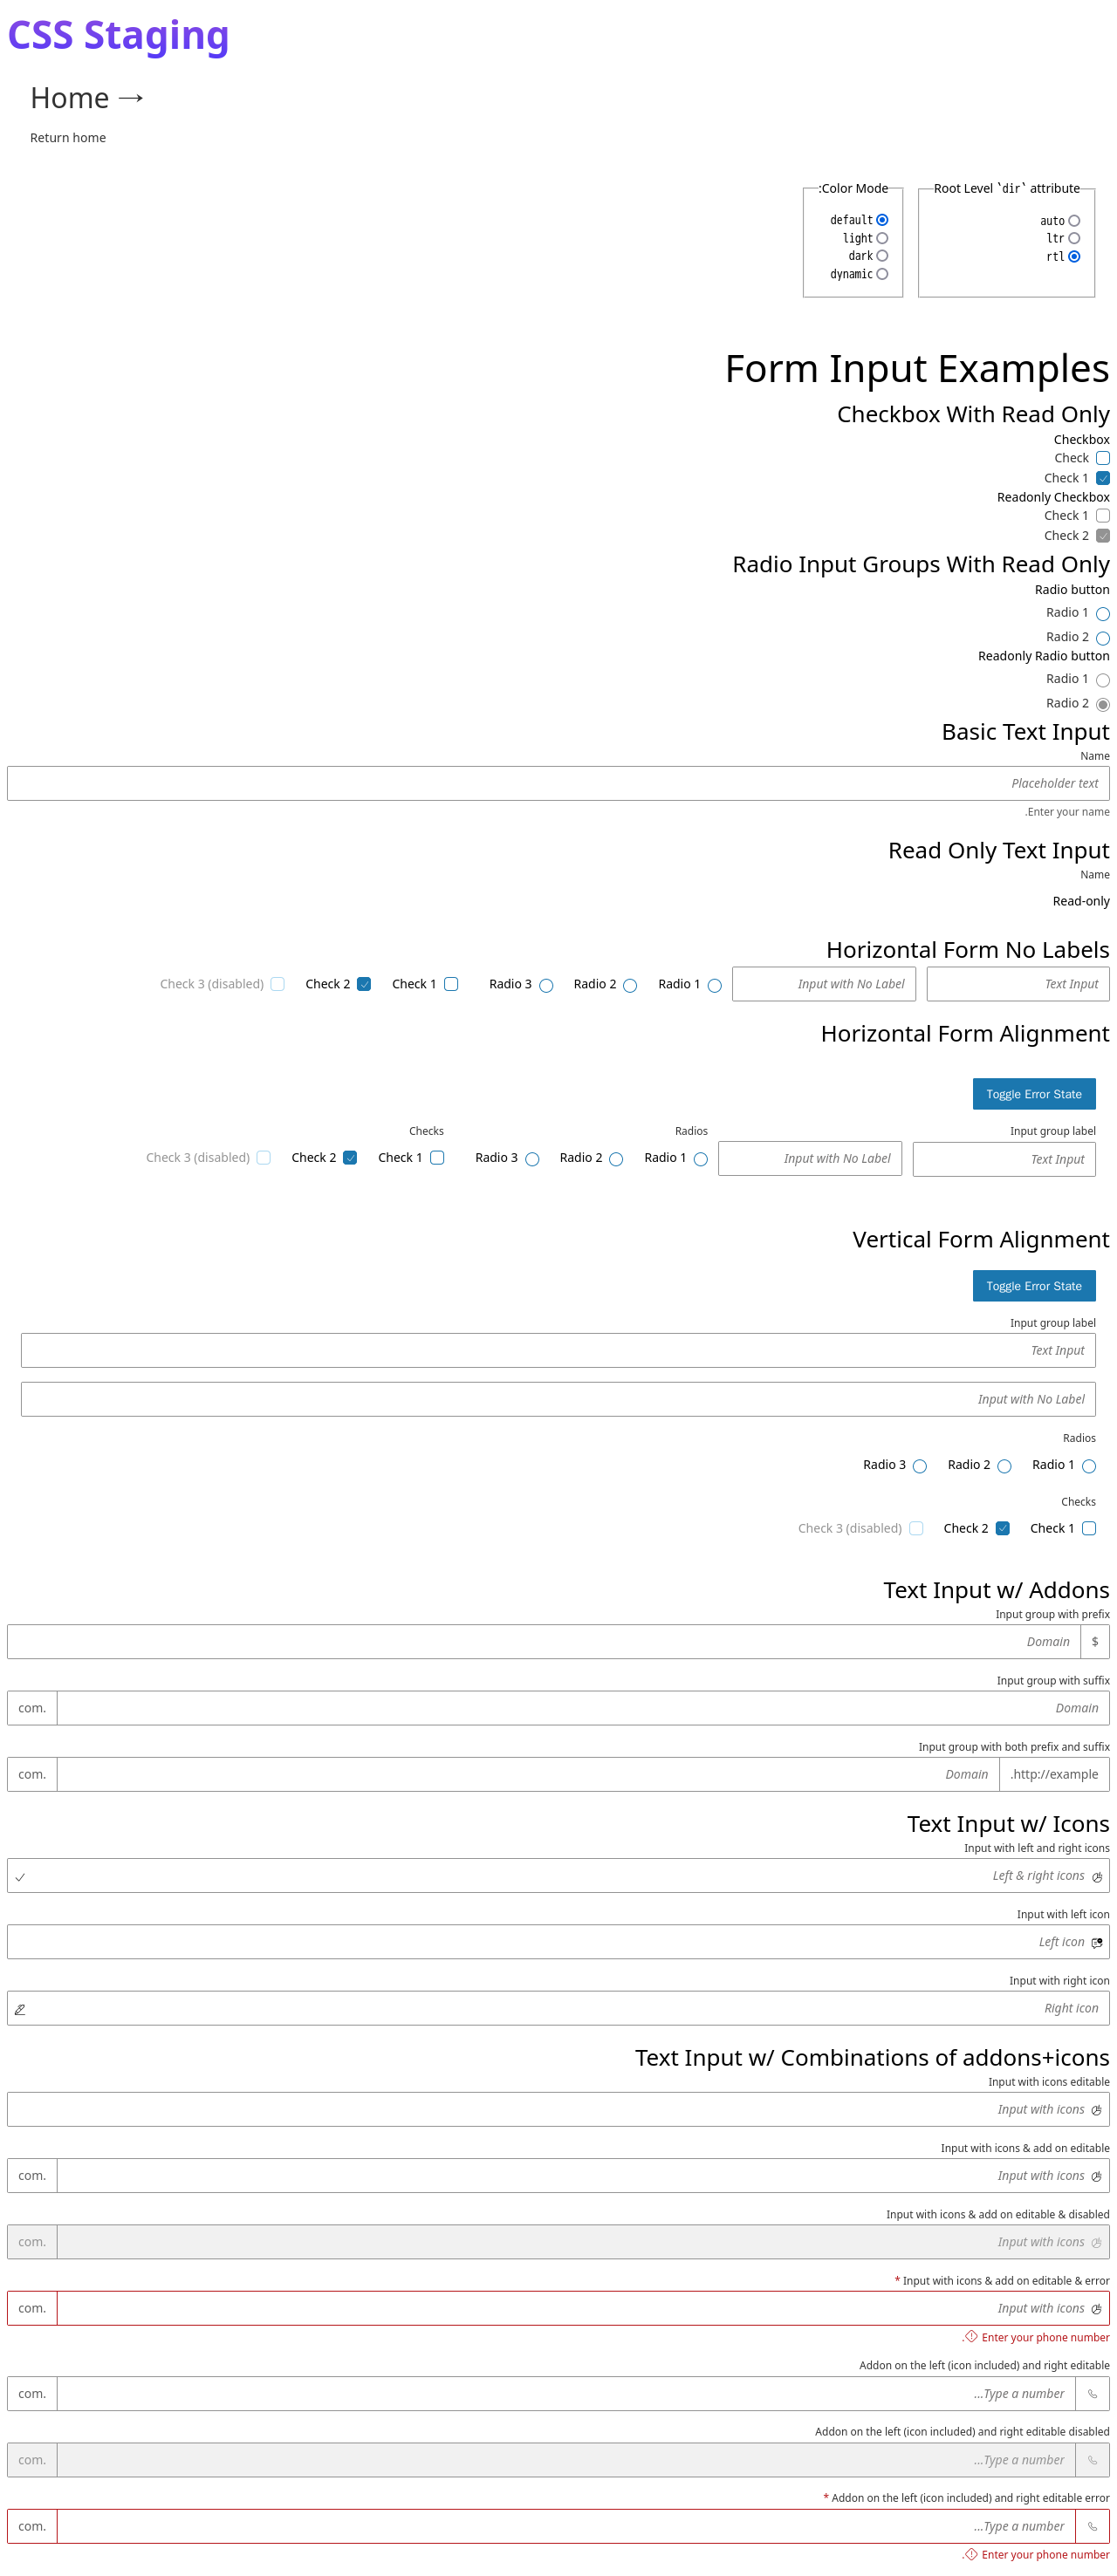 CSS Staging
Home →
Return home
Root Level `dir` attribute
auto
ltr
rtl
:Color Mode
default
light
dark
dynamic
Form Input Examples
Checkbox With Read Only
Checkbox
Check
Check 1
Readonly Checkbox
Check 1
Check 2
Radio Input Groups With Read Only
Radio button
Radio 1
Radio 2
Readonly Radio button
Radio 1
Radio 2
Basic Text Input
Name
Placeholder text
.Enter your name
Read Only Text Input
Name
Read-only
Horizontal Form No Labels
Check 3 (disabled) Check 2 Check 1 Radio 3 Radio 2 Radio 1 Input with No Label Text Input
Horizontal Form Alignment
Toggle Error State
Checks Radios Input group label
Check 3 (disabled) Check 2 Check 1 Radio 3 Radio 2 Radio 1 Input with No Label Text Input
Vertical Form Alignment
Toggle Error State
Input group label
Text Input
Input with No Label
Radios
Radio 3 Radio 2 Radio 1
Checks
Check 3 (disabled) Check 2 Check 1
Text Input w/ Addons
Input group with prefix
Domain $
Input group with suffix
com. Domain
Input group with both prefix and suffix
com. Domain .http://example
Text Input w/ Icons
Input with left and right icons
Left & right icons
Input with left icon
Left icon
Input with right icon
Right icon
Text Input w/ Combinations of addons+icons
Input with icons editable
Input with icons
Input with icons & add on editable
com. Input with icons
Input with icons & add on editable & disabled
com. Input with icons
* Input with icons & add on editable & error
com. Input with icons
. Enter your phone number
Addon on the left (icon included) and right editable
com. ...Type a number
Addon on the left (icon included) and right editable disabled
com. ...Type a number
* Addon on the left (icon included) and right editable error
com. ...Type a number
. Enter your phone number